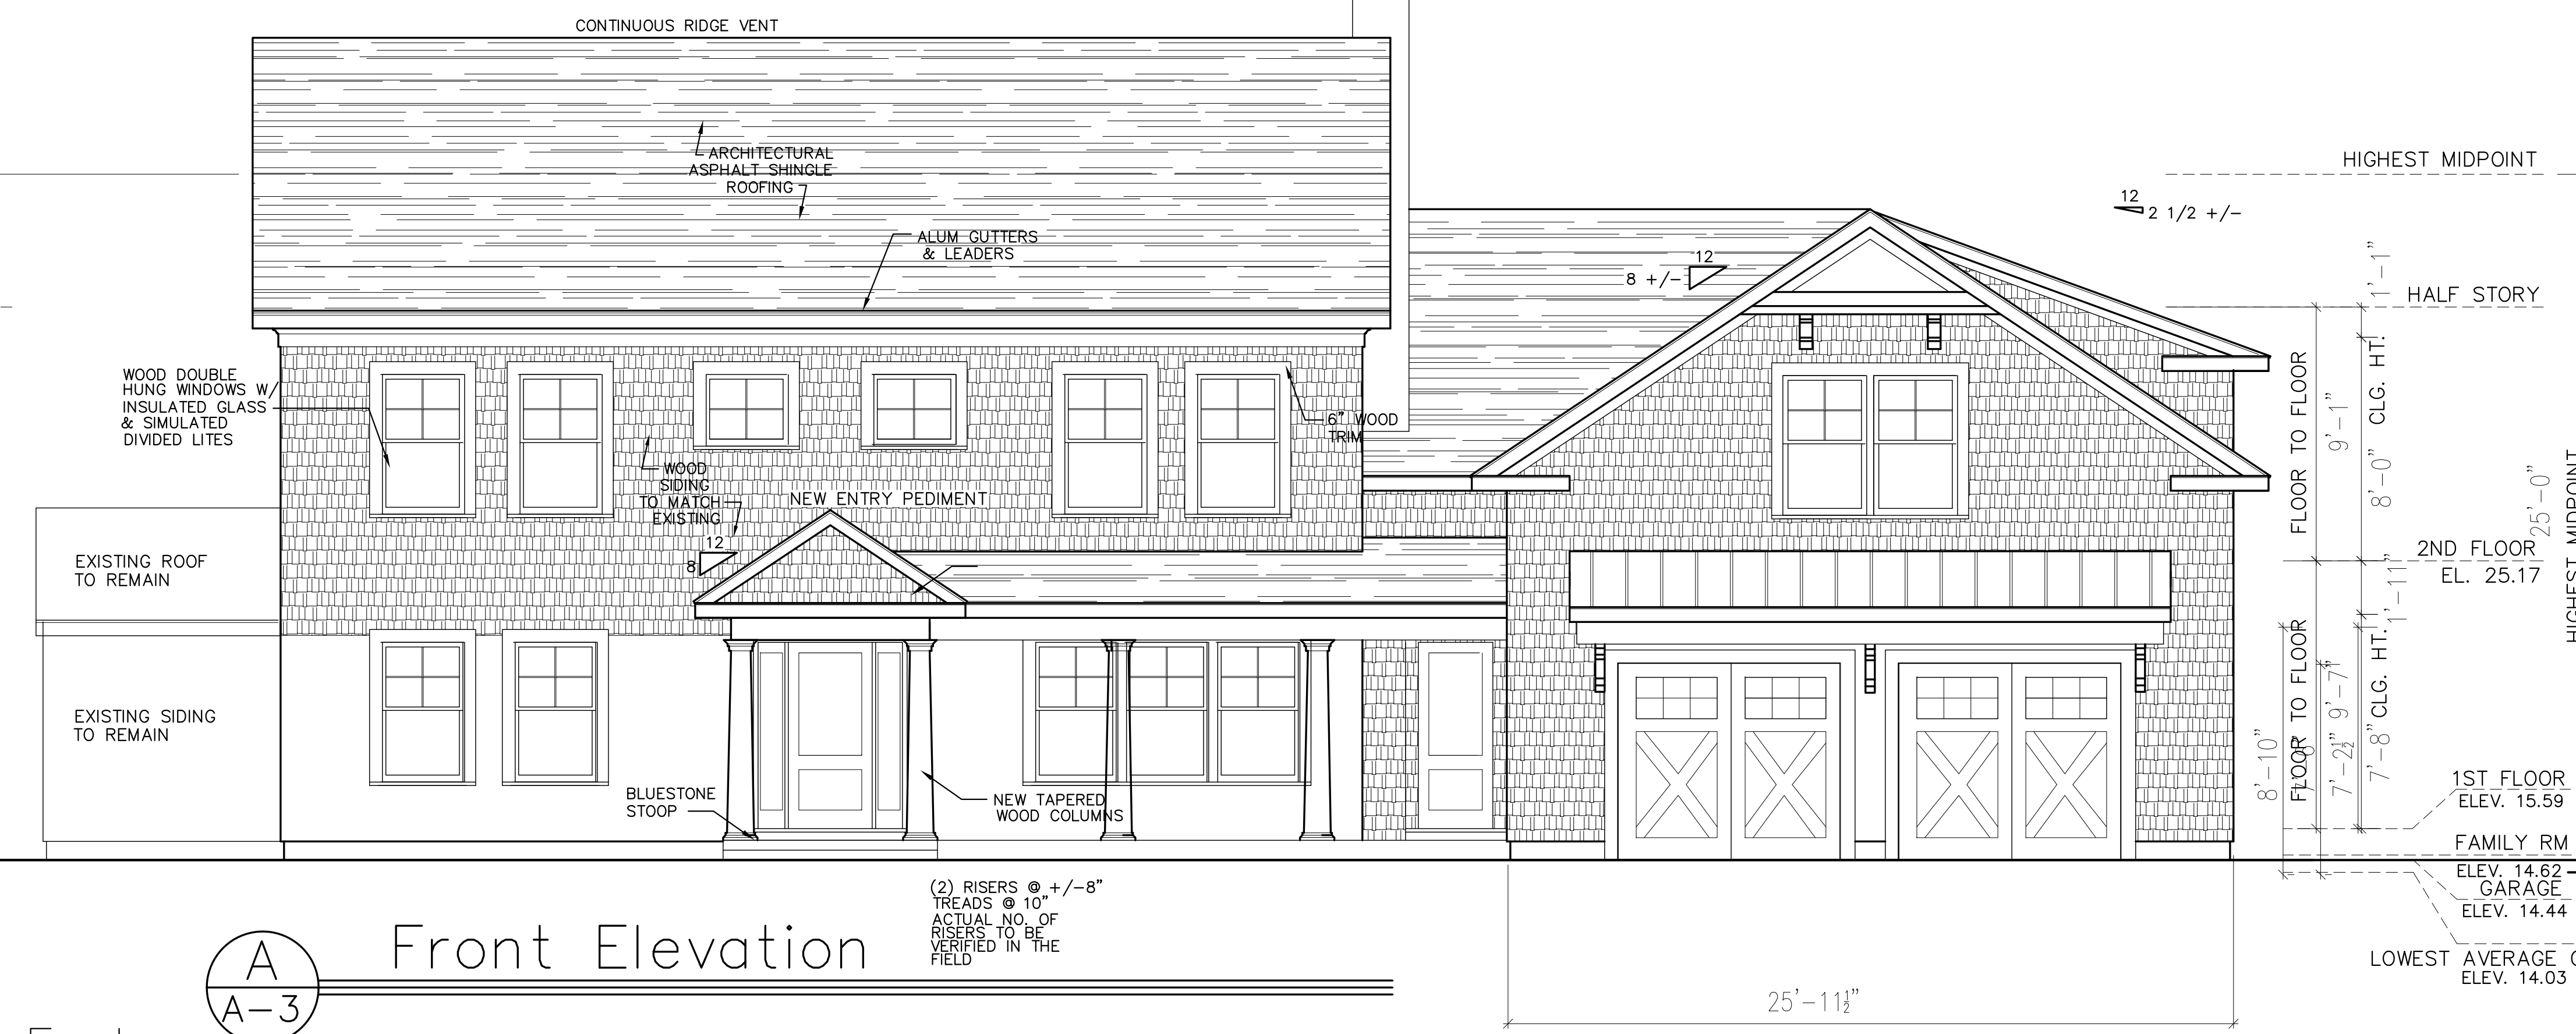 CONTINUOUS RIDGE VENT
ARCHITECTURAL
ASPHALT SHINGLE
ROOFING
ALUM GUTTERS
& LEADERS
HIGHEST MIDPOINT
12
2 1/2 +/-
12
8 +/-
1'-1"
HALF STORY
WOOD DOUBLE
HUNG WINDOWS W/
INSULATED GLASS
& SIMULATED
DIVIDED LITES
6" WOOD
TRIM
WOOD
SIDING
TO MATCH
EXISTING
NEW ENTRY PEDIMENT
12
8
FLOOR TO FLOOR
9'-1"
8'-0" CLG. HT.
25'-0"
HIGHEST MIDPOINT
2ND FLOOR
EL. 25.17
1'-11"
EXISTING ROOF
TO REMAIN
EXISTING SIDING
TO REMAIN
BLUESTONE
STOOP
NEW TAPERED
WOOD COLUMNS
8'-10"
FLOOR TO FLOOR
9'-7"
7'-2½"
7'-8" CLG. HT.
1ST FLOOR
ELEV. 15.59
FAMILY RM
ELEV. 14.62
GARAGE
ELEV. 14.44
LOWEST AVERAGE
ELEV. 14.03
(2) RISERS @ +/-8"
TREADS @ 10"
ACTUAL NO. OF
RISERS TO BE
VERIFIED IN THE
FIELD
A
A-3
Front Elevation
25'-11½"